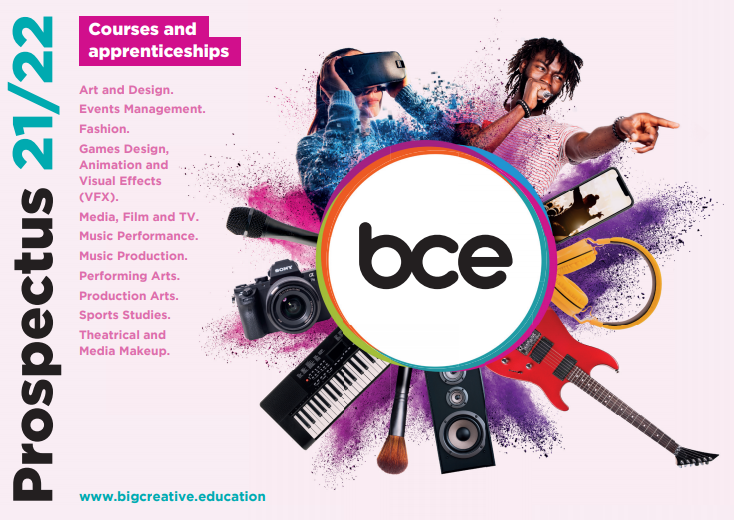 Prospectus 21/22
Courses and
apprenticeships
Art and Design.
Events Management.
Fashion.
Games Design,
Animation and
Visual Effects
(VFX).
Media, Film and TV.
Music Performance.
Music Production.
Performing Arts.
Production Arts.
Sports Studies.
Theatrical and
Media Makeup.
www.bigcreative.education
bce
SONY